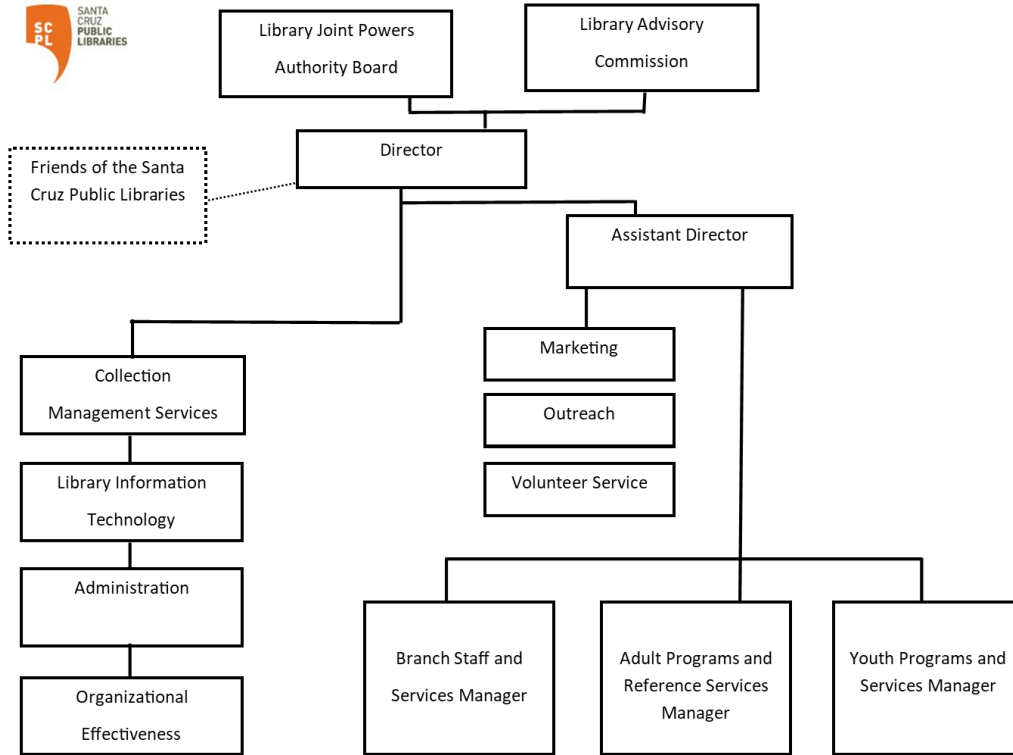 SC
PL
SANTA
CRUZ
PUBLIC
LIBRARIES
Library Joint Powers
Authority Board
Library Advisory
Commission
Director
Friends of the Santa
Cruz Public Libraries
Assistant Director
Marketing
Outreach
Volunteer Service
Collection
Management Services
Library Information
Technology
Administration
Organizational
Effectiveness
Branch Staff and
Services Manager
Adult Programs and
Reference Services
Manager
Youth Programs and
Services Manager